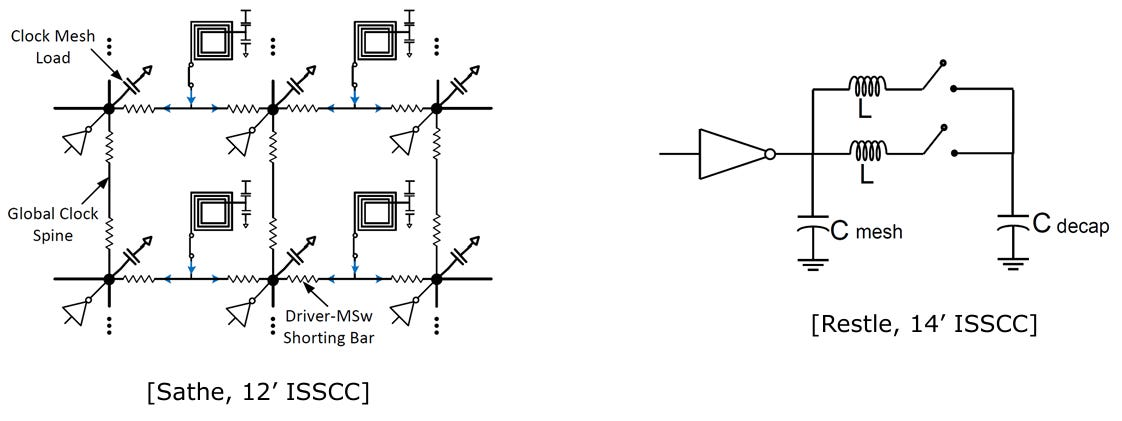 Clock Mesh
Load
Global Clock
Spine
Driver-MSw
Shorting Bar
[Sathe, 12’ ISSCC]
L
L
C mesh
C decap
[Restle, 14’ ISSCC]